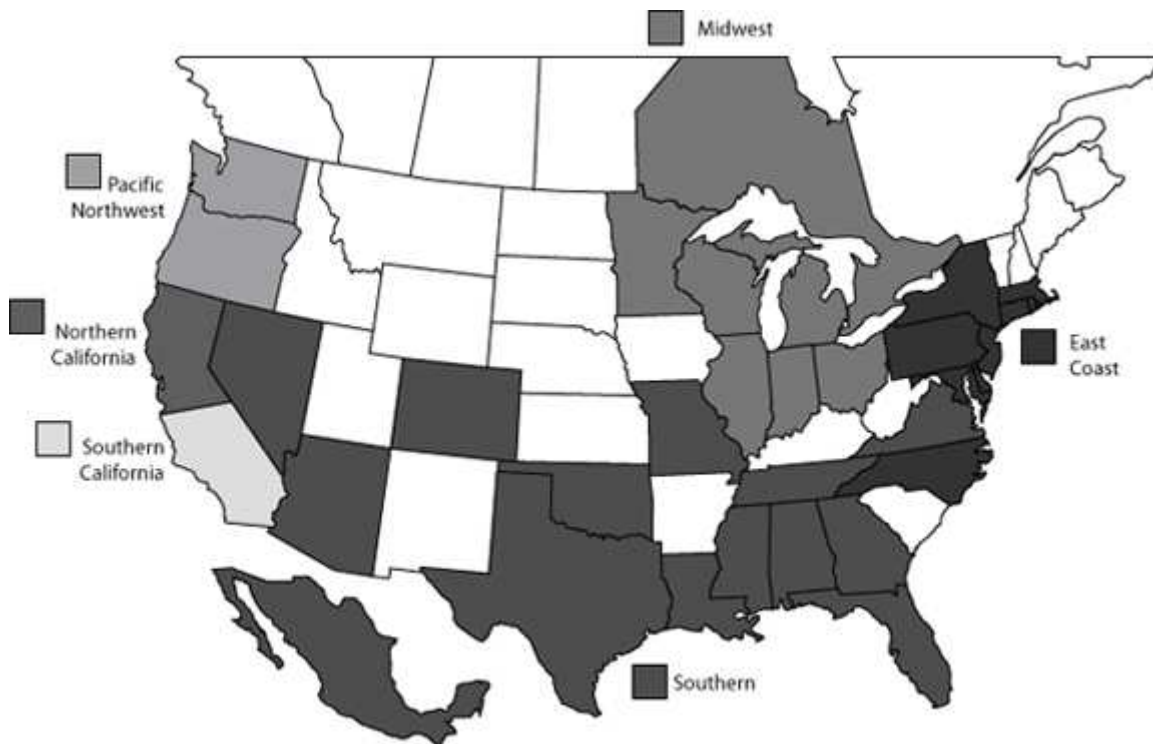 Midwest
Pacific
Northwest
Northern
California
East
Coast
Southern
California
Southern